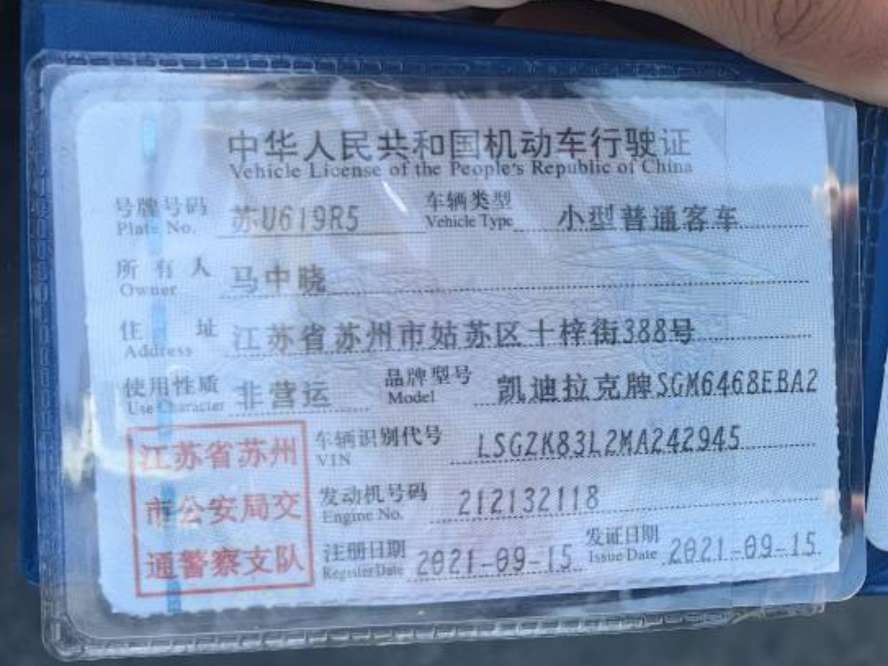 中华人民共和国机动车行驶证
Vehicle License of the People's Republic of China
号牌号码 苏U619R5 车辆类型 小型普通客车
Plate No. Vehicle Type
所有人 马中晓
Owner
住址 江苏省苏州市姑苏区十梓街388号
Address
使用性质 非营运 品牌型号 凯迪拉克牌SGM6468EBA2
Use Character Model
江苏省苏州 车辆识别代号 LSGZK83L2MA242945
VIN
市公安局交 发动机号码 212132118
Engine No.
通警察支队 注册日期 2021-09-15 发证日期 2021-09-15
Register Date Issue Date